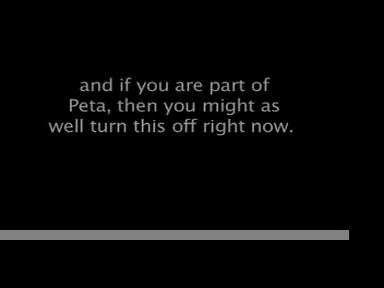 and if you are part of
Peta, then you might as
well turn this off right now.